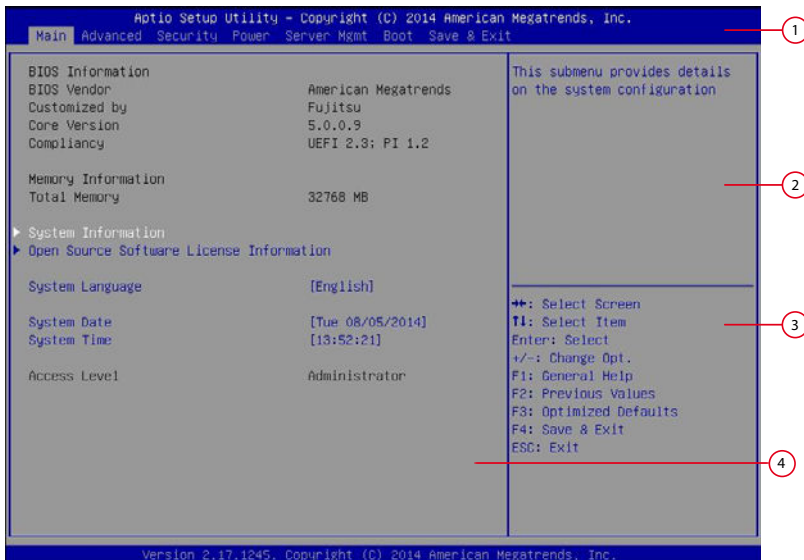 Aptio Setup Utility – Copyright (C) 2014 American Megatrends, Inc.
Main Advanced Security Power Server Mgmt Boot Save & Exit
BIOS Information
BIOS Vendor American Megatrends
Customized by Fujitsu
Core Version 5.0.0.9
Compliancy UEFI 2.3; PI 1.2
Memory Information
Total Memory 32768 MB
System Information
Open Source Software License Information
System Language [English]
System Date [Tue 08/05/2014]
System Time [13:52:21]
Access Level Administrator
This submenu provides details
on the system configuration
→←: Select Screen
↑↓: Select Item
Enter: Select
+/-: Change Opt.
F1: General Help
F2: Previous Values
F3: Optimized Defaults
F4: Save & Exit
ESC: Exit
Version 2.17.1245. Copyright (C) 2014 American Megatrends, Inc.
1
2
3
4